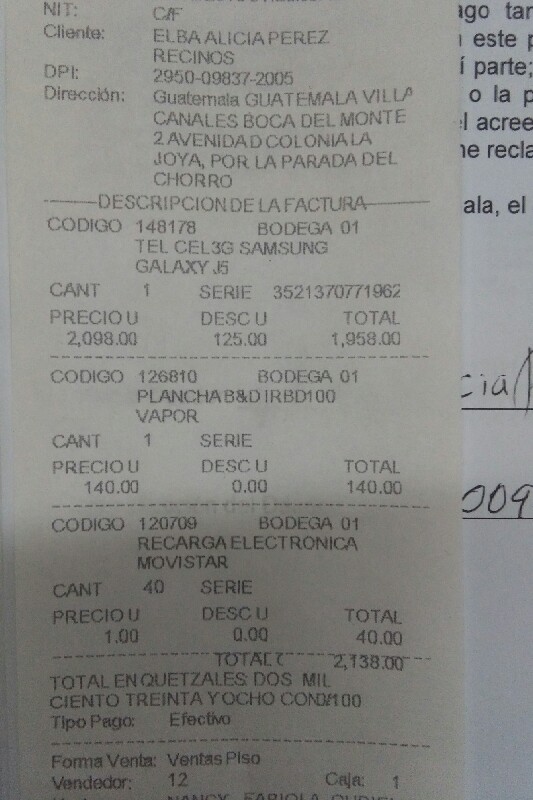 NIT: C/F
Cliente: ELBA ALICIA PEREZ
RECINOS
DPI: 2950-09837-2005
Dirección: Guatemala GUATEMALA VILLA
CANALES BOCA DEL MONTE
2 AVENIDAD COLONIA LA
JOYA, POR LA PARADA DEL
CHORRO
DESCRIPCION DE LA FACTURA
CODIGO 148178 BODEGA 01
TEL CEL3G SAMSUNG
GALAXY J5
CANT 1 SERIE 3521370771962
PRECIO U DESC U TOTAL
2,098.00 125.00 1,958.00
CODIGO 126810 BODEGA 01
PLANCHA B&D IRBD100
VAPOR
CANT 1 SERIE
PRECIO U DESC U TOTAL
140.00 0.00 140.00
CODIGO 120709 BODEGA 01
RECARGA ELECTRONICA
MOVISTAR
CANT 40 SERIE
PRECIO U DESC U TOTAL
1.00 0.00 40.00
TOTAL 2,138.00
TOTAL EN QUETZALES: DOS MIL
CIENTO TREINTA Y OCHO CON 0/100
Tipo Pago: Efectivo
Forma Venta: Ventas Piso
Vendedor: 12 Caja: 1
NANCY FABIOLA
ago tar
este p
í parte;
o la p
el acree
ne recla
ala, el
cia
009